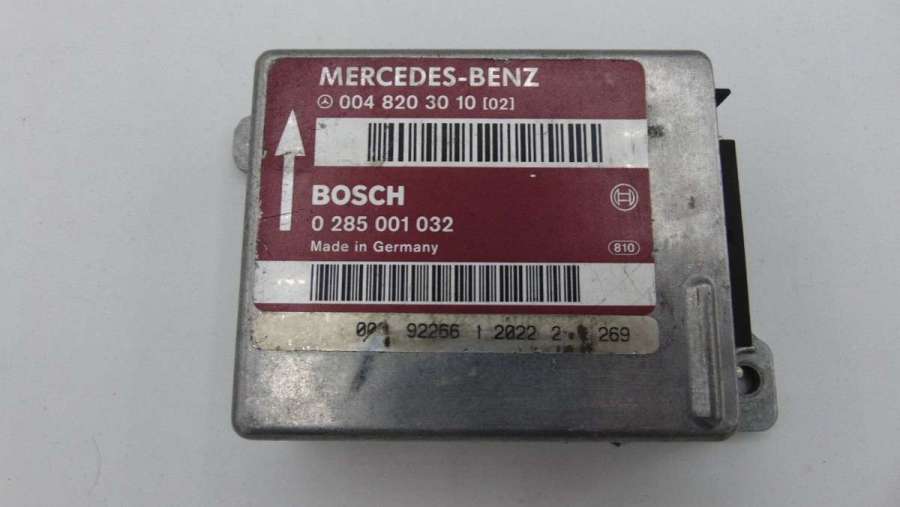 MERCEDES-BENZ
004 820 30 10 [02]
BOSCH
0 285 001 032
Made in Germany
810
92266 1 2022 2 269